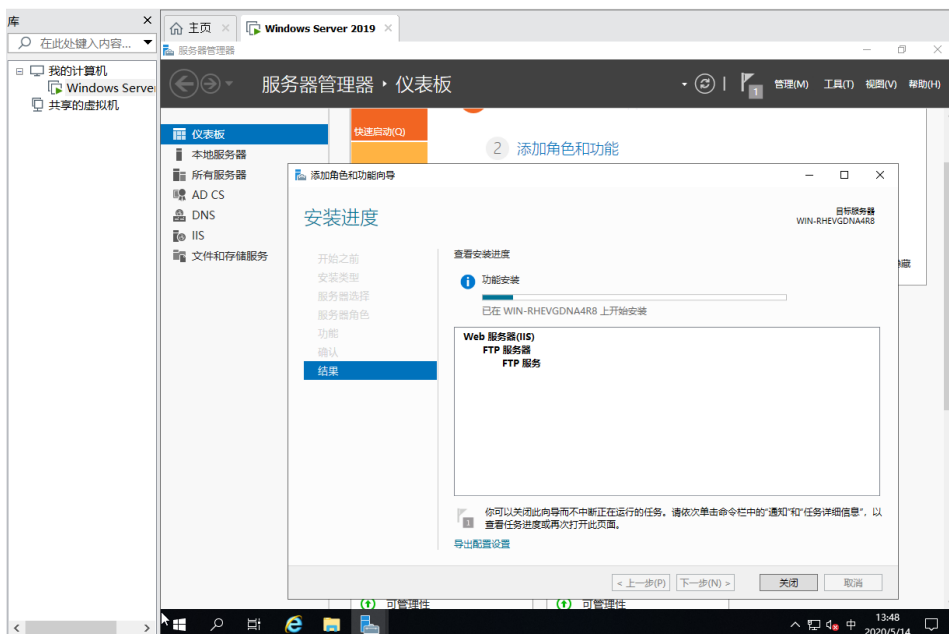 库
在此处键入内容...
我的计算机
Windows Serve
共享的虚拟机
主页
Windows Server 2019
服务器管理器
服务器管理器 · 仪表板
1
管理(M) 工具(T) 视图(V) 帮助(H)
仪表板
本地服务器
所有服务器
AD CS
DNS
IIS
文件和存储服务
快速启动(Q)
2 添加角色和功能
隐藏
添加角色和功能向导
安装进度
目标服务器
WIN-RHEVGDNA4R8
开始之前
安装类型
服务器选择
服务器角色
功能
确认
结果
查看安装进度
功能安装
已在 WIN-RHEVGDNA4R8 上开始安装
Web 服务器(IIS)
FTP 服务器
FTP 服务
1
你可以关闭此向导而不中断正在运行的任务。请依次单击命令栏中的"通知"和"任务详细信息"，以
查看任务进度或再次打开此页面。
导出配置设置
< 上一步(P) 下一步(N) > 关闭 取消
可管理性 可管理性
中
13:48
2020/5/14